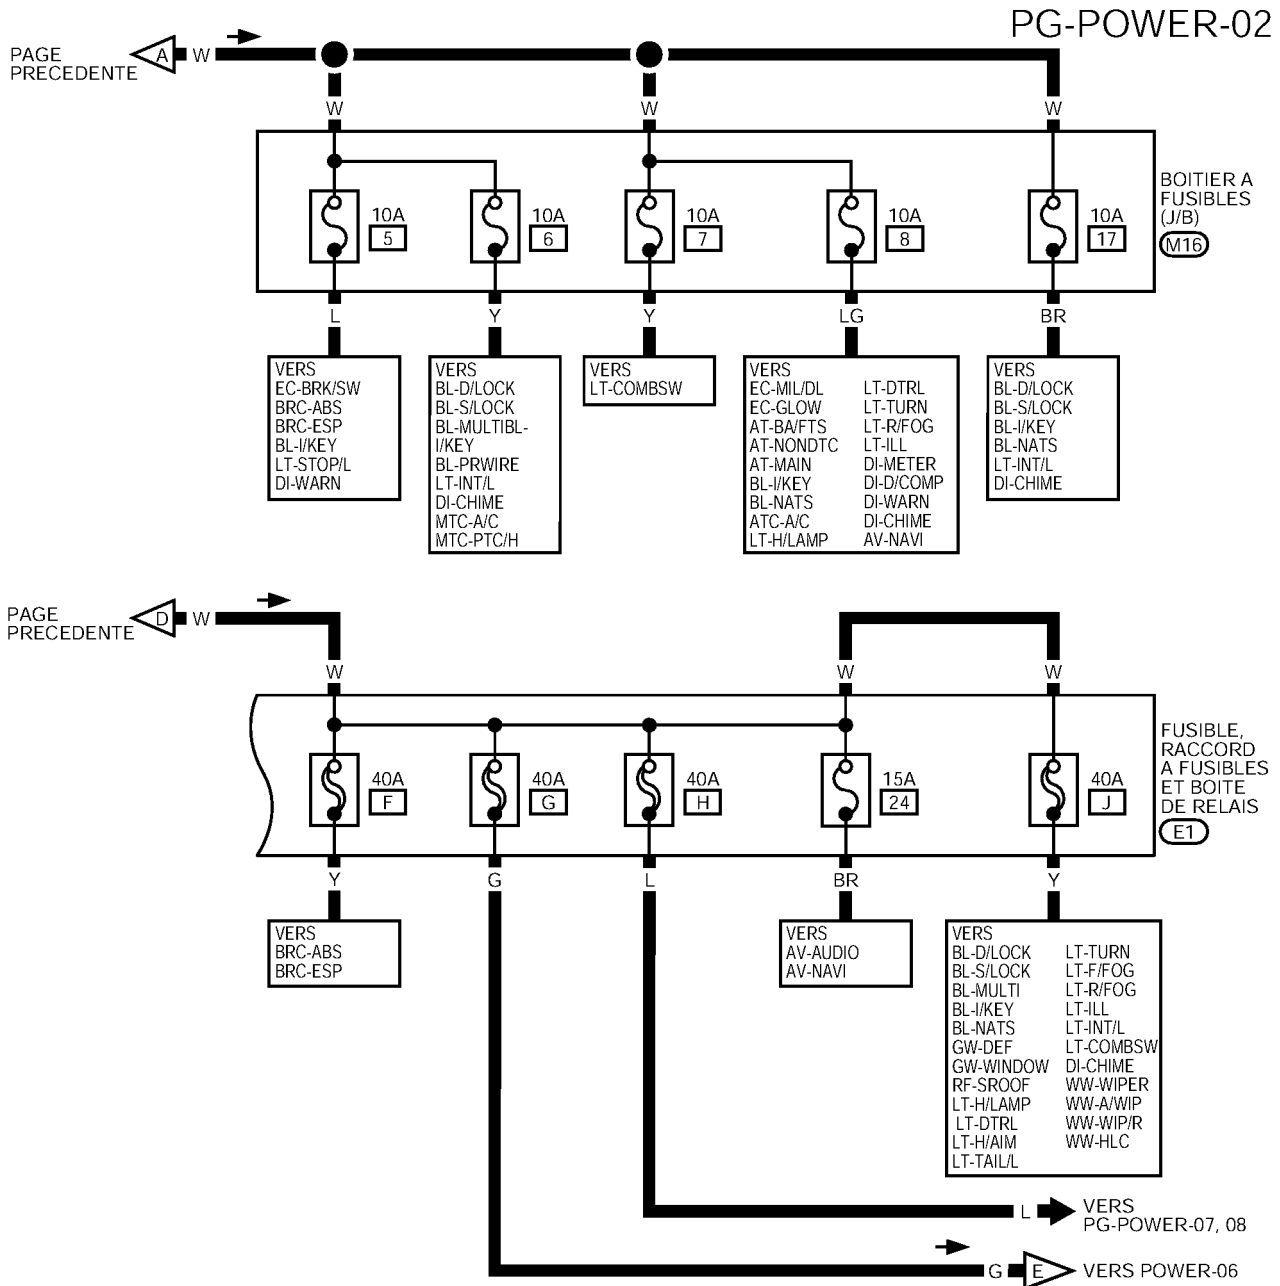 PG-POWER-02
PAGE
PRECEDENTE
A
W
W
W
W
10A
5
10A
6
10A
7
10A
8
10A
17
BOITIER A
FUSIBLES
(J/B)
M16
L
Y
Y
LG
BR
VERS
EC-BRK/SW
BRC-ABS
BRC-ESP
BL-I/KEY
LT-STOP/L
DI-WARN
VERS
BL-D/LOCK
BL-S/LOCK
BL-MULTIBL-
I/KEY
BL-PRWIRE
LT-INT/L
DI-CHIME
MTC-A/C
MTC-PTC/H
VERS
LT-COMBSW
VERS
EC-MIL/DL
EC-GLOW
AT-BA/FTS
AT-NONDTC
AT-MAIN
BL-I/KEY
BL-NATS
ATC-A/C
LT-H/LAMP
LT-DTRL
LT-TURN
LT-R/FOG
LT-ILL
DI-METER
DI-D/COMP
DI-WARN
DI-CHIME
AV-NAVI
VERS
BL-D/LOCK
BL-S/LOCK
BL-I/KEY
BL-NATS
LT-INT/L
DI-CHIME
PAGE
PRECEDENTE
D
W
W
W
W
40A
F
40A
G
40A
H
15A
24
40A
J
FUSIBLE,
RACCORD
A FUSIBLES
ET BOITE
DE RELAIS
E1
Y
G
L
BR
Y
VERS
BRC-ABS
BRC-ESP
VERS
AV-AUDIO
AV-NAVI
VERS
BL-D/LOCK
BL-S/LOCK
BL-MULTI
BL-I/KEY
BL-NATS
GW-DEF
GW-WINDOW
RF-SROOF
LT-H/LAMP
LT-DTRL
LT-H/AIM
LT-TAIL/L
LT-TURN
LT-F/FOG
LT-R/FOG
LT-ILL
LT-INT/L
LT-COMBSW
DI-CHIME
WW-WIPER
WW-A/WIP
WW-WIP/R
WW-HLC
L
VERS
PG-POWER-07, 08
G
E
VERS POWER-06